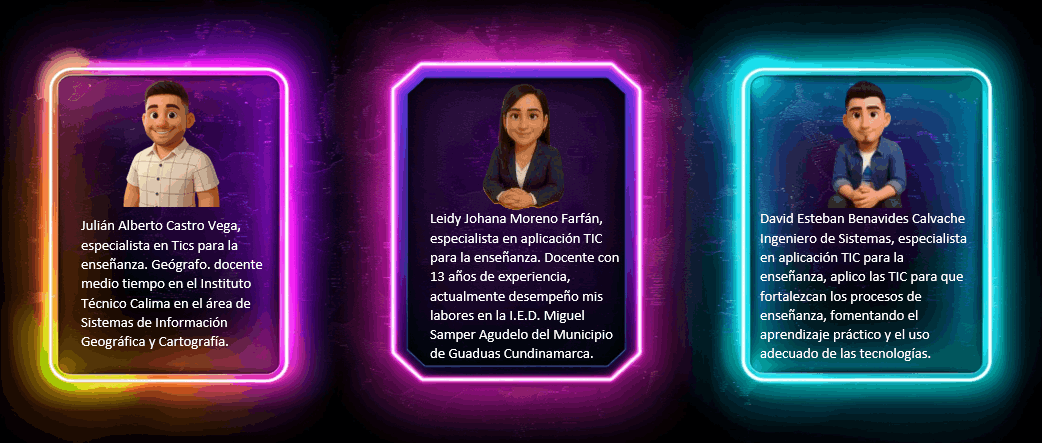 Julián Alberto Castro Vega,
especialista en Tics para la
enseñanza. Geógrafo. docente
medio tiempo en el Instituto
Técnico Calima en el área de
Sistemas de Información
Geográfica y Cartografía.
Leidy Johana Moreno Farfán,
especialista en aplicación TIC
para la enseñanza. Docente con
13 años de experiencia,
actualmente desempeño mis
labores en la I.E.D. Miguel
Samper Agudelo del Municipio
de Guaduas Cundinamarca.
David Esteban Benavides Calvache
Ingeniero de Sistemas, especialista
en aplicación TIC para la
enseñanza, aplico las TIC para que
fortalezcan los procesos de
enseñanza, fomentando el
aprendizaje práctico y el uso
adecuado de las tecnologías.